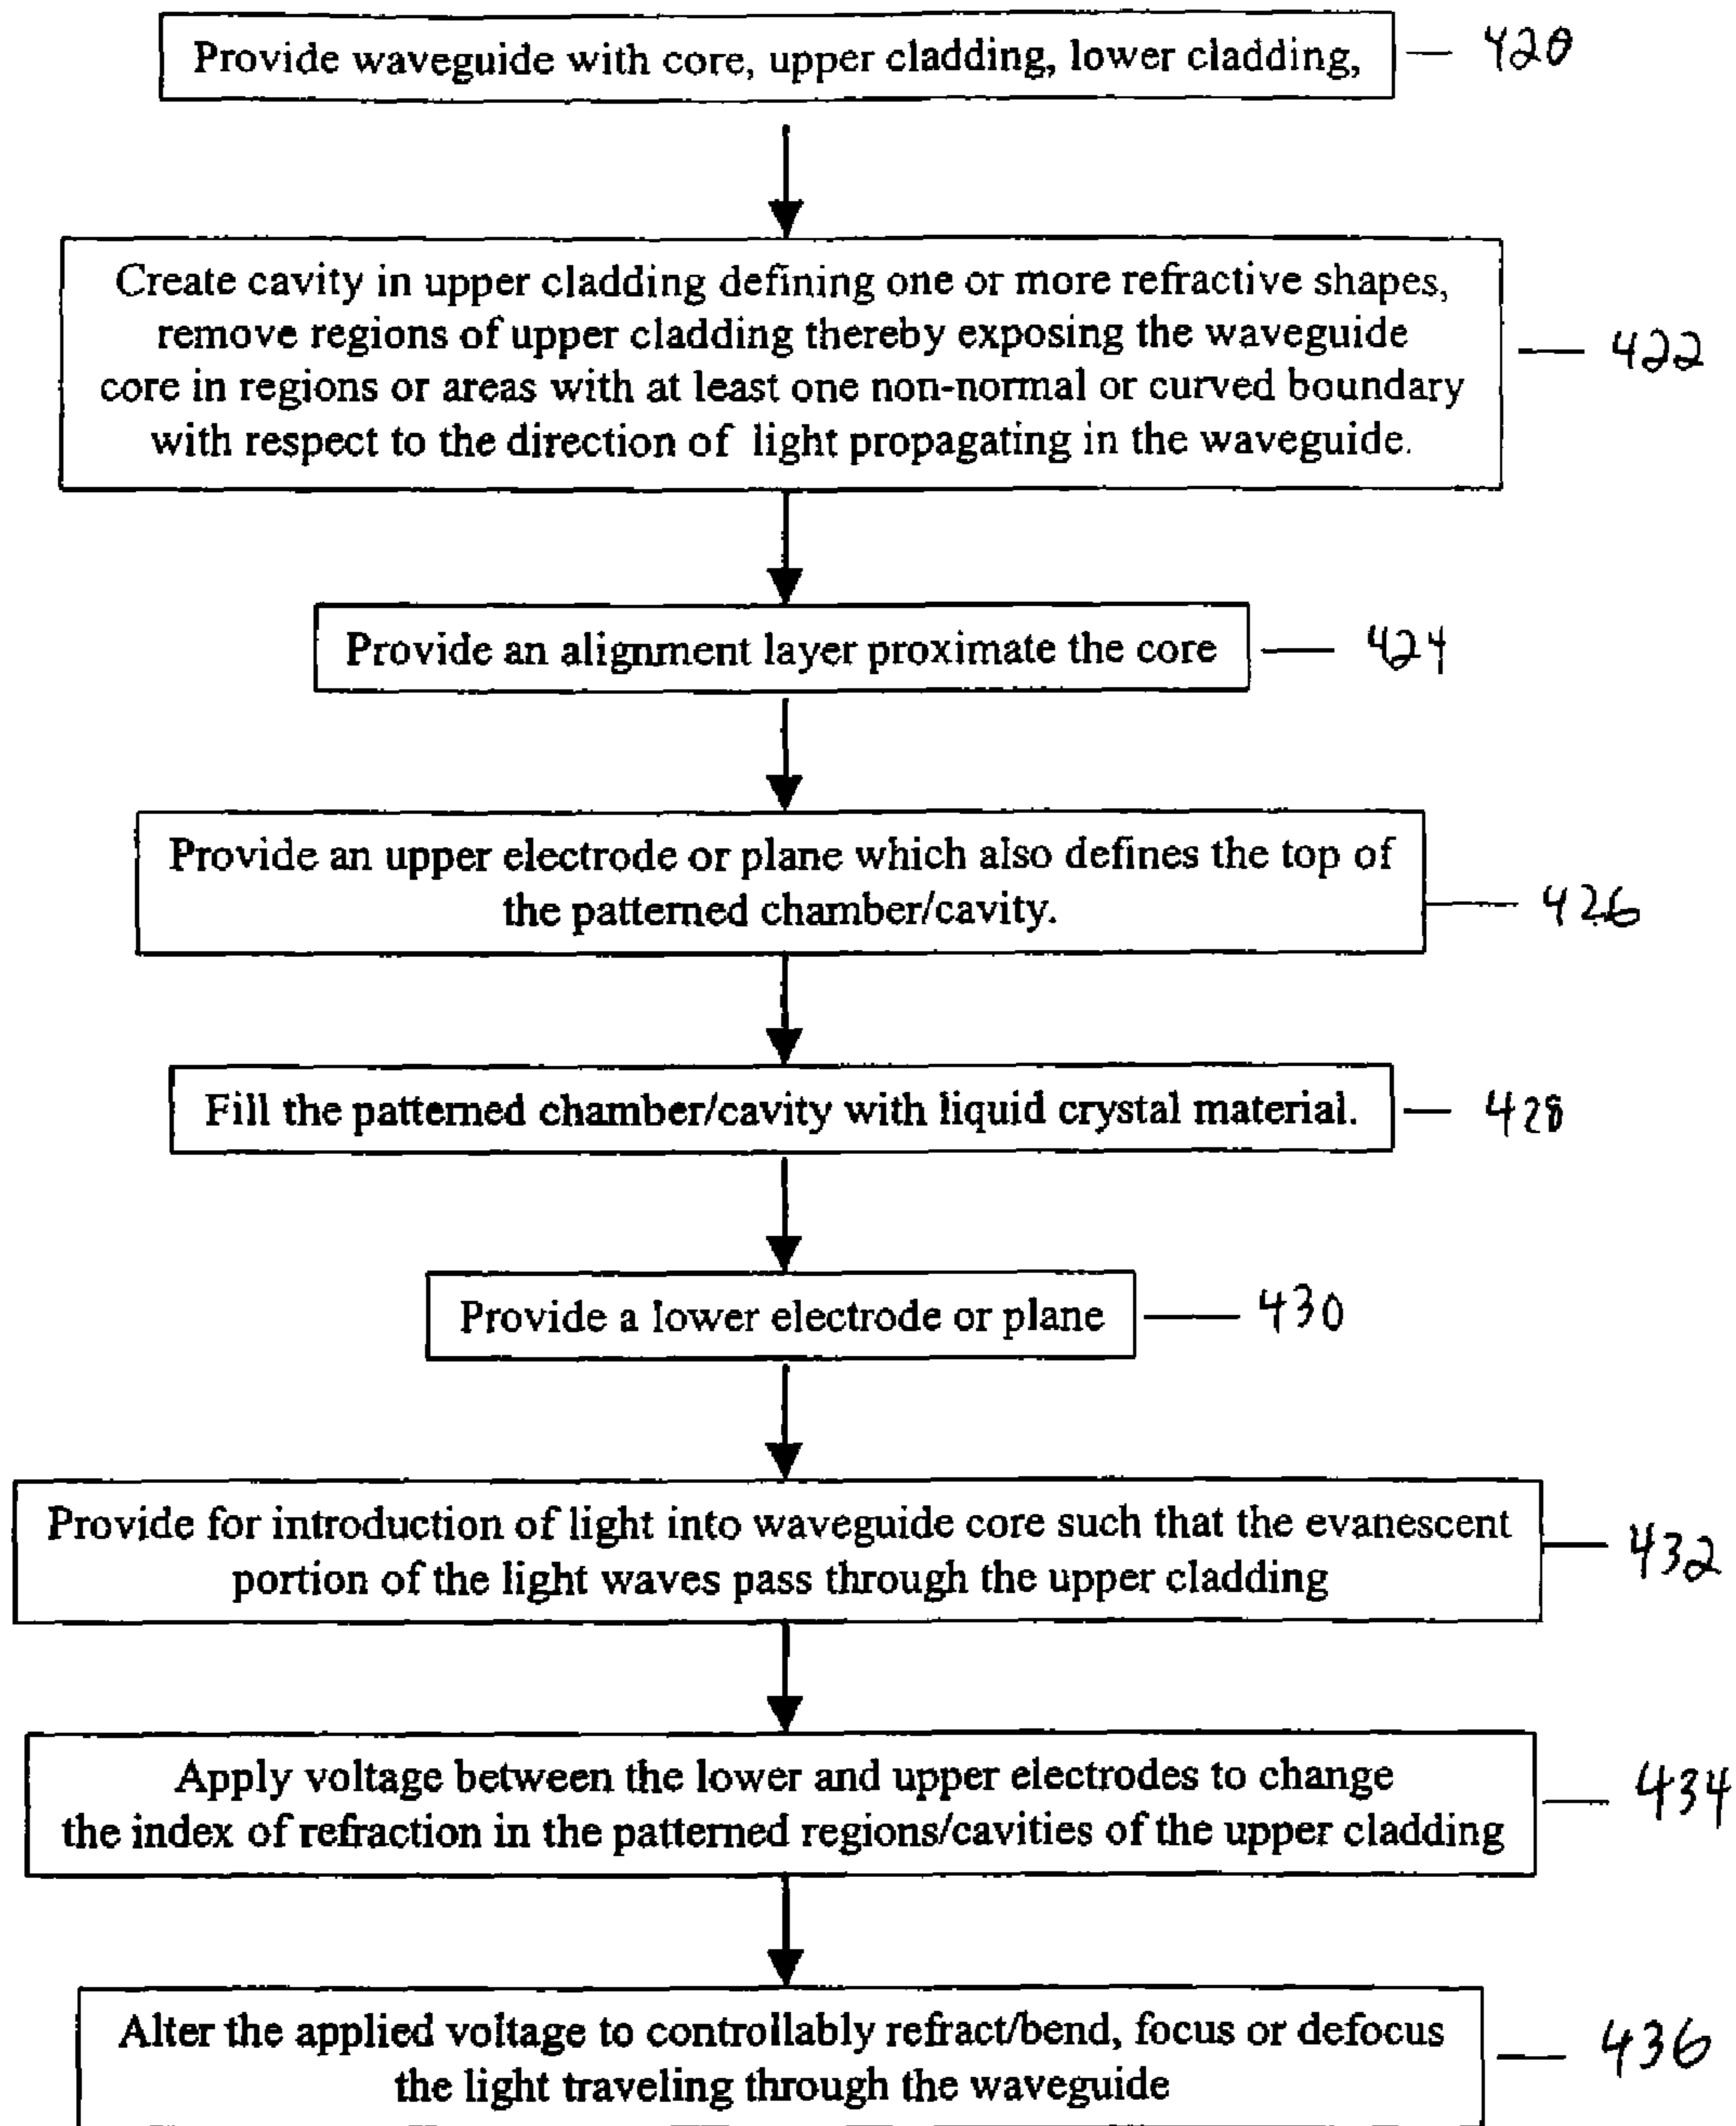 Provide waveguide with core, upper cladding, lower cladding,
420
Create cavity in upper cladding defining one or more refractive shapes,
remove regions of upper cladding thereby exposing the waveguide
core in regions or areas with at least one non-normal or curved boundary
with respect to the direction of light propagating in the waveguide.
422
Provide an alignment layer proximate the core
424
Provide an upper electrode or plane which also defines the top of
the patterned chamber/cavity.
426
Fill the patterned chamber/cavity with liquid crystal material.
428
Provide a lower electrode or plane
430
Provide for introduction of light into waveguide core such that the evanescent
portion of the light waves pass through the upper cladding
432
Apply voltage between the lower and upper electrodes to change
the index of refraction in the patterned regions/cavities of the upper cladding
434
Alter the applied voltage to controllably refract/bend, focus or defocus
the light traveling through the waveguide
436